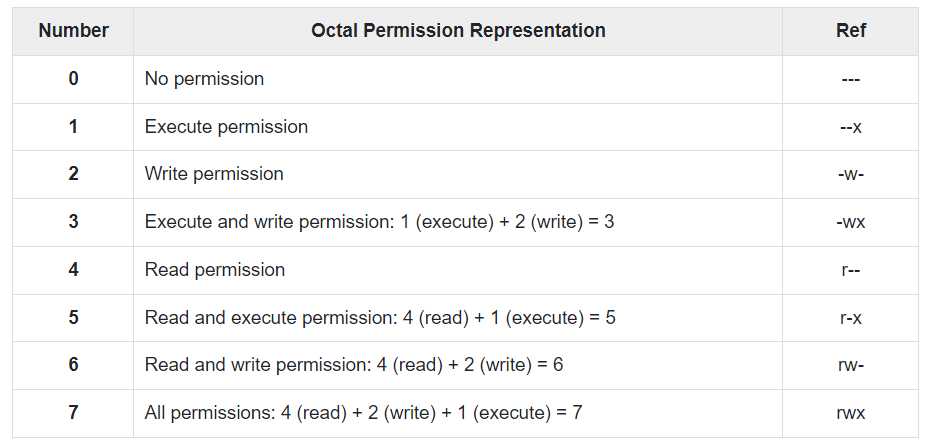 Number Octal Permission Representation Ref
0 No permission ---
1 Execute permission --x
2 Write permission -w-
3 Execute and write permission: 1 (execute) + 2 (write) = 3 -wx
4 Read permission r--
5 Read and execute permission: 4 (read) + 1 (execute) = 5 r-x
6 Read and write permission: 4 (read) + 2 (write) = 6 rw-
7 All permissions: 4 (read) + 2 (write) + 1 (execute) = 7 rwx